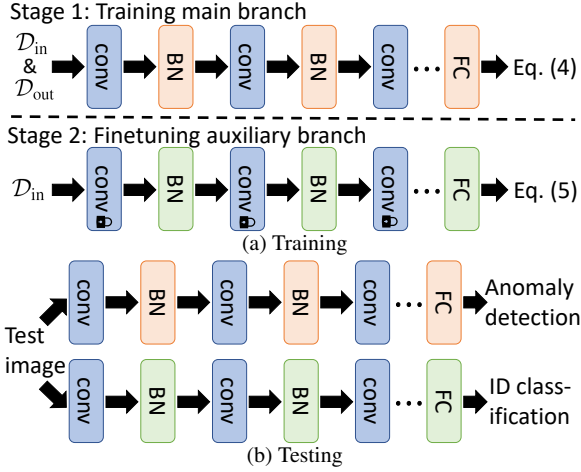 Stage 1: Training main branch
𝒟in
&
𝒟out
conv
BN
conv
BN
conv
FC
Eq. (4)
Stage 2: Finetuning auxiliary branch
𝒟in
conv
BN
conv
BN
conv
FC
Eq. (5)
(a) Training
Test
image
conv
BN
conv
BN
conv
FC
Anomaly
detection
conv
BN
conv
BN
conv
FC
ID class-
ification
(b) Testing